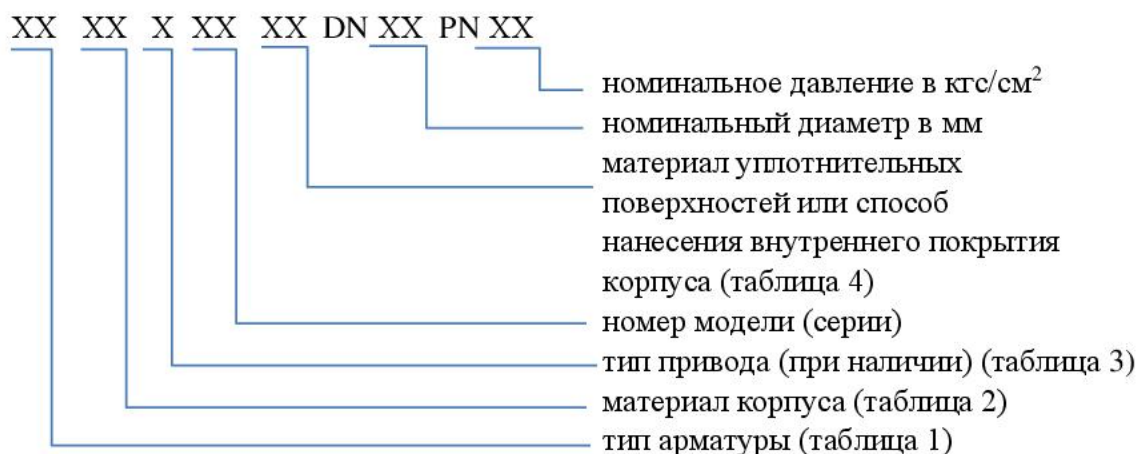 XX XX X XX XX DN XX PN XX
номинальное давление в кгс/см²
номинальный диаметр в мм
материал уплотнительных
поверхностей или способ
нанесения внутреннего покрытия
корпуса (таблица 4)
номер модели (серии)
тип привода (при наличии) (таблица 3)
материал корпуса (таблица 2)
тип арматуры (таблица 1)